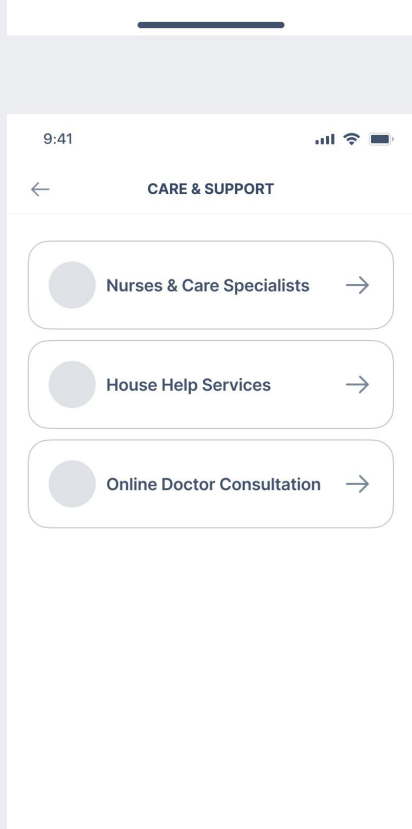 9:41
CARE & SUPPORT
Nurses & Care Specialists
House Help Services
Online Doctor Consultation